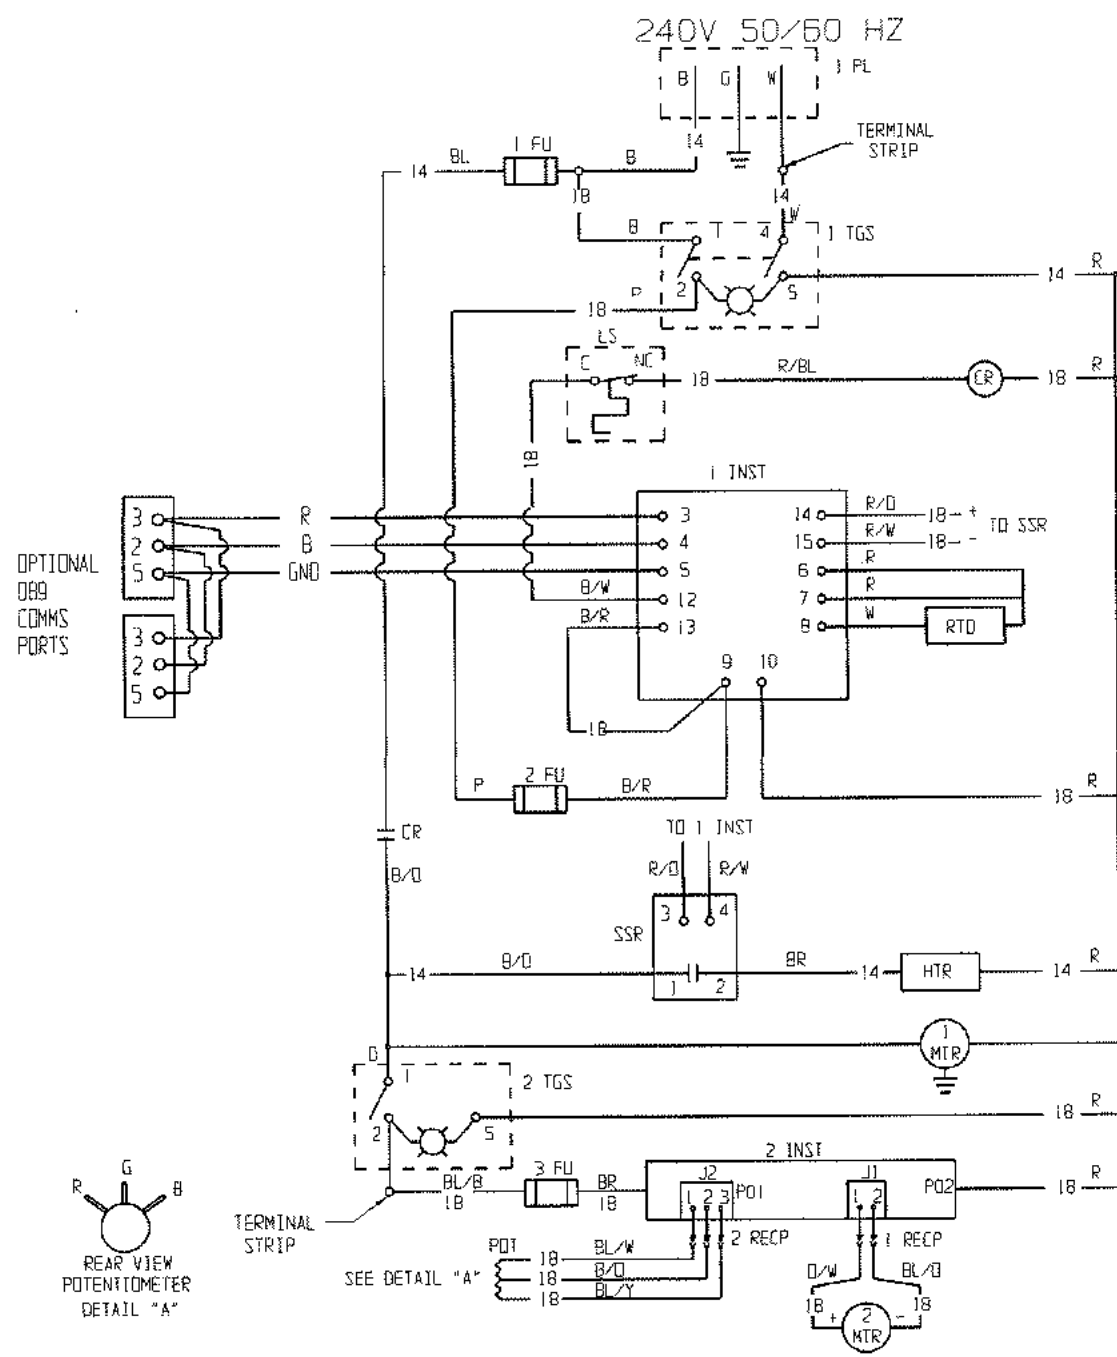 240V 50/60 HZ
1 PL
B G W
14
TERMINAL
STRIP
14 BL 1 FU B
18
14
W
B 1 4 1 TGS
14 R
2 5
P
18
LS
C NC 18 R/BL CR 18 R
18
1 INST
3 R 3 14 R/O 18 + TO SSR
2 B 4 15 R/W 18 -
5 GND 5 6 R
OPTIONAL
089
COMMS
PORTS
B/W 12 7 R
B/R 13 8 W RTD
3
2
5
9 10
18
P 2 FU B/R 18 R
CR
TO 1 INST
B/O
R/O R/W
3 4
SSR
14 B/O 1 2 BR 14 HTR 14 R
1
MTR
O 1 2 TGS
2 5 18 R
2 INST
BL/B 3 FU BR J2 J1
18 18 1 2 3 PO1 1 2 PO2 18 R
TERMINAL
STRIP
2 RECP 1 RECP
POT 18 BL/W
SEE DETAIL "A" 18 B/O
18 BL/Y
O/W BL/O
18 + - 18
2
MTR
G
R B
REAR VIEW
POTENTIOMETER
DETAIL "A"